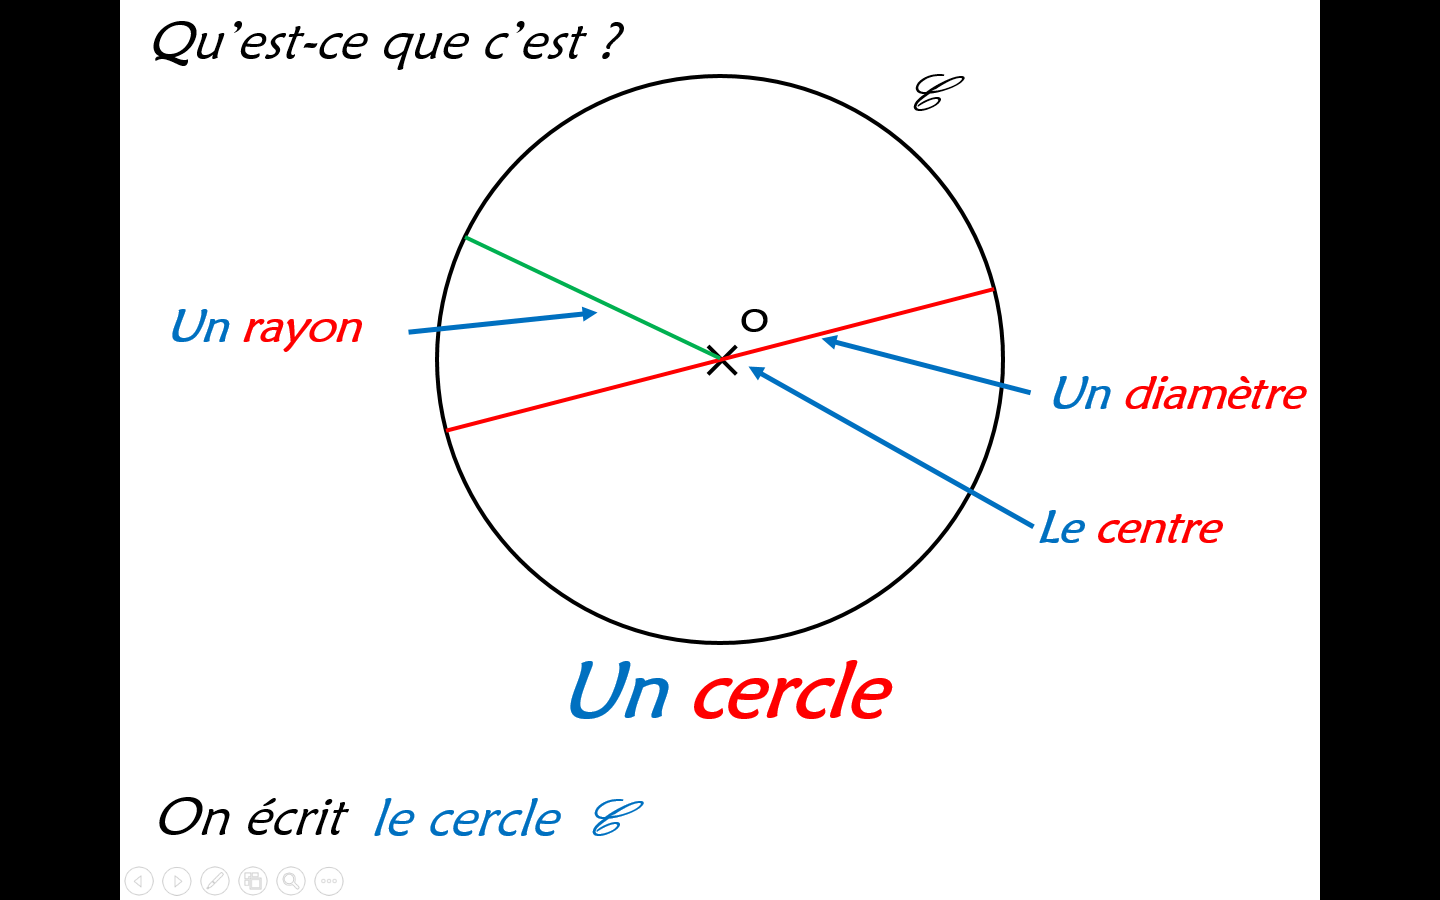 Qu’est-ce que c’est ?
𝒞
O
Un rayon
Un diamètre
Le centre
Un cercle
On écrit le cercle 𝒞